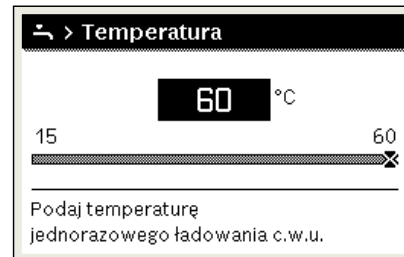 > Temperatura
60 °C
15 60
Podaj temperaturę
jednorazowego ładowania c.w.u.